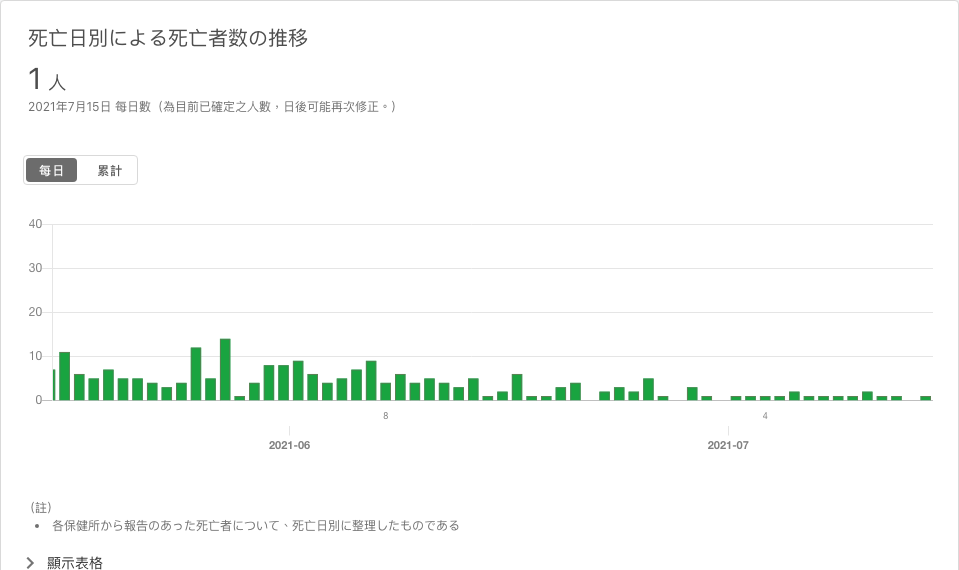 死亡日別による死亡者数の推移
1 人
2021年7月15日 每日數（為目前已確定之人數，日後可能再次修正。）
每日 累計
40
30
20
10
0
8 4
2021-06 2021-07
（註）
• 各保健所から報告のあった死亡者について、死亡日別に整理したものである
顯示表格